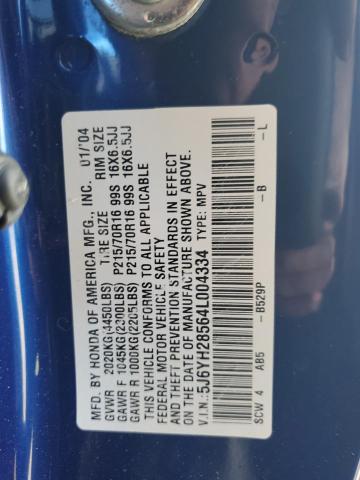 MFD. BY HONDA OF AMERICA MFG., INC. 01/'04
TIRE SIZE RIM SIZE
GVWR 2020KG(4450LBS)
GAWR F 1045KG(2300LBS) P215/70R16 99S 16X6.5JJ
GAWR R 1000KG(2205LBS) P215/70R16 99S 16X6.5JJ
THIS VEHICLE CONFORMS TO ALL APPLICABLE
FEDERAL MOTOR VEHICLE SAFETY
AND THEFT PREVENTION STANDARDS IN EFFECT
ON THE DATE OF MANUFACTURE SHOWN ABOVE.
V.I.N.: 5J6YH28564L004334 TYPE: MPV
SCW 4 AB5 -B529P -B -L